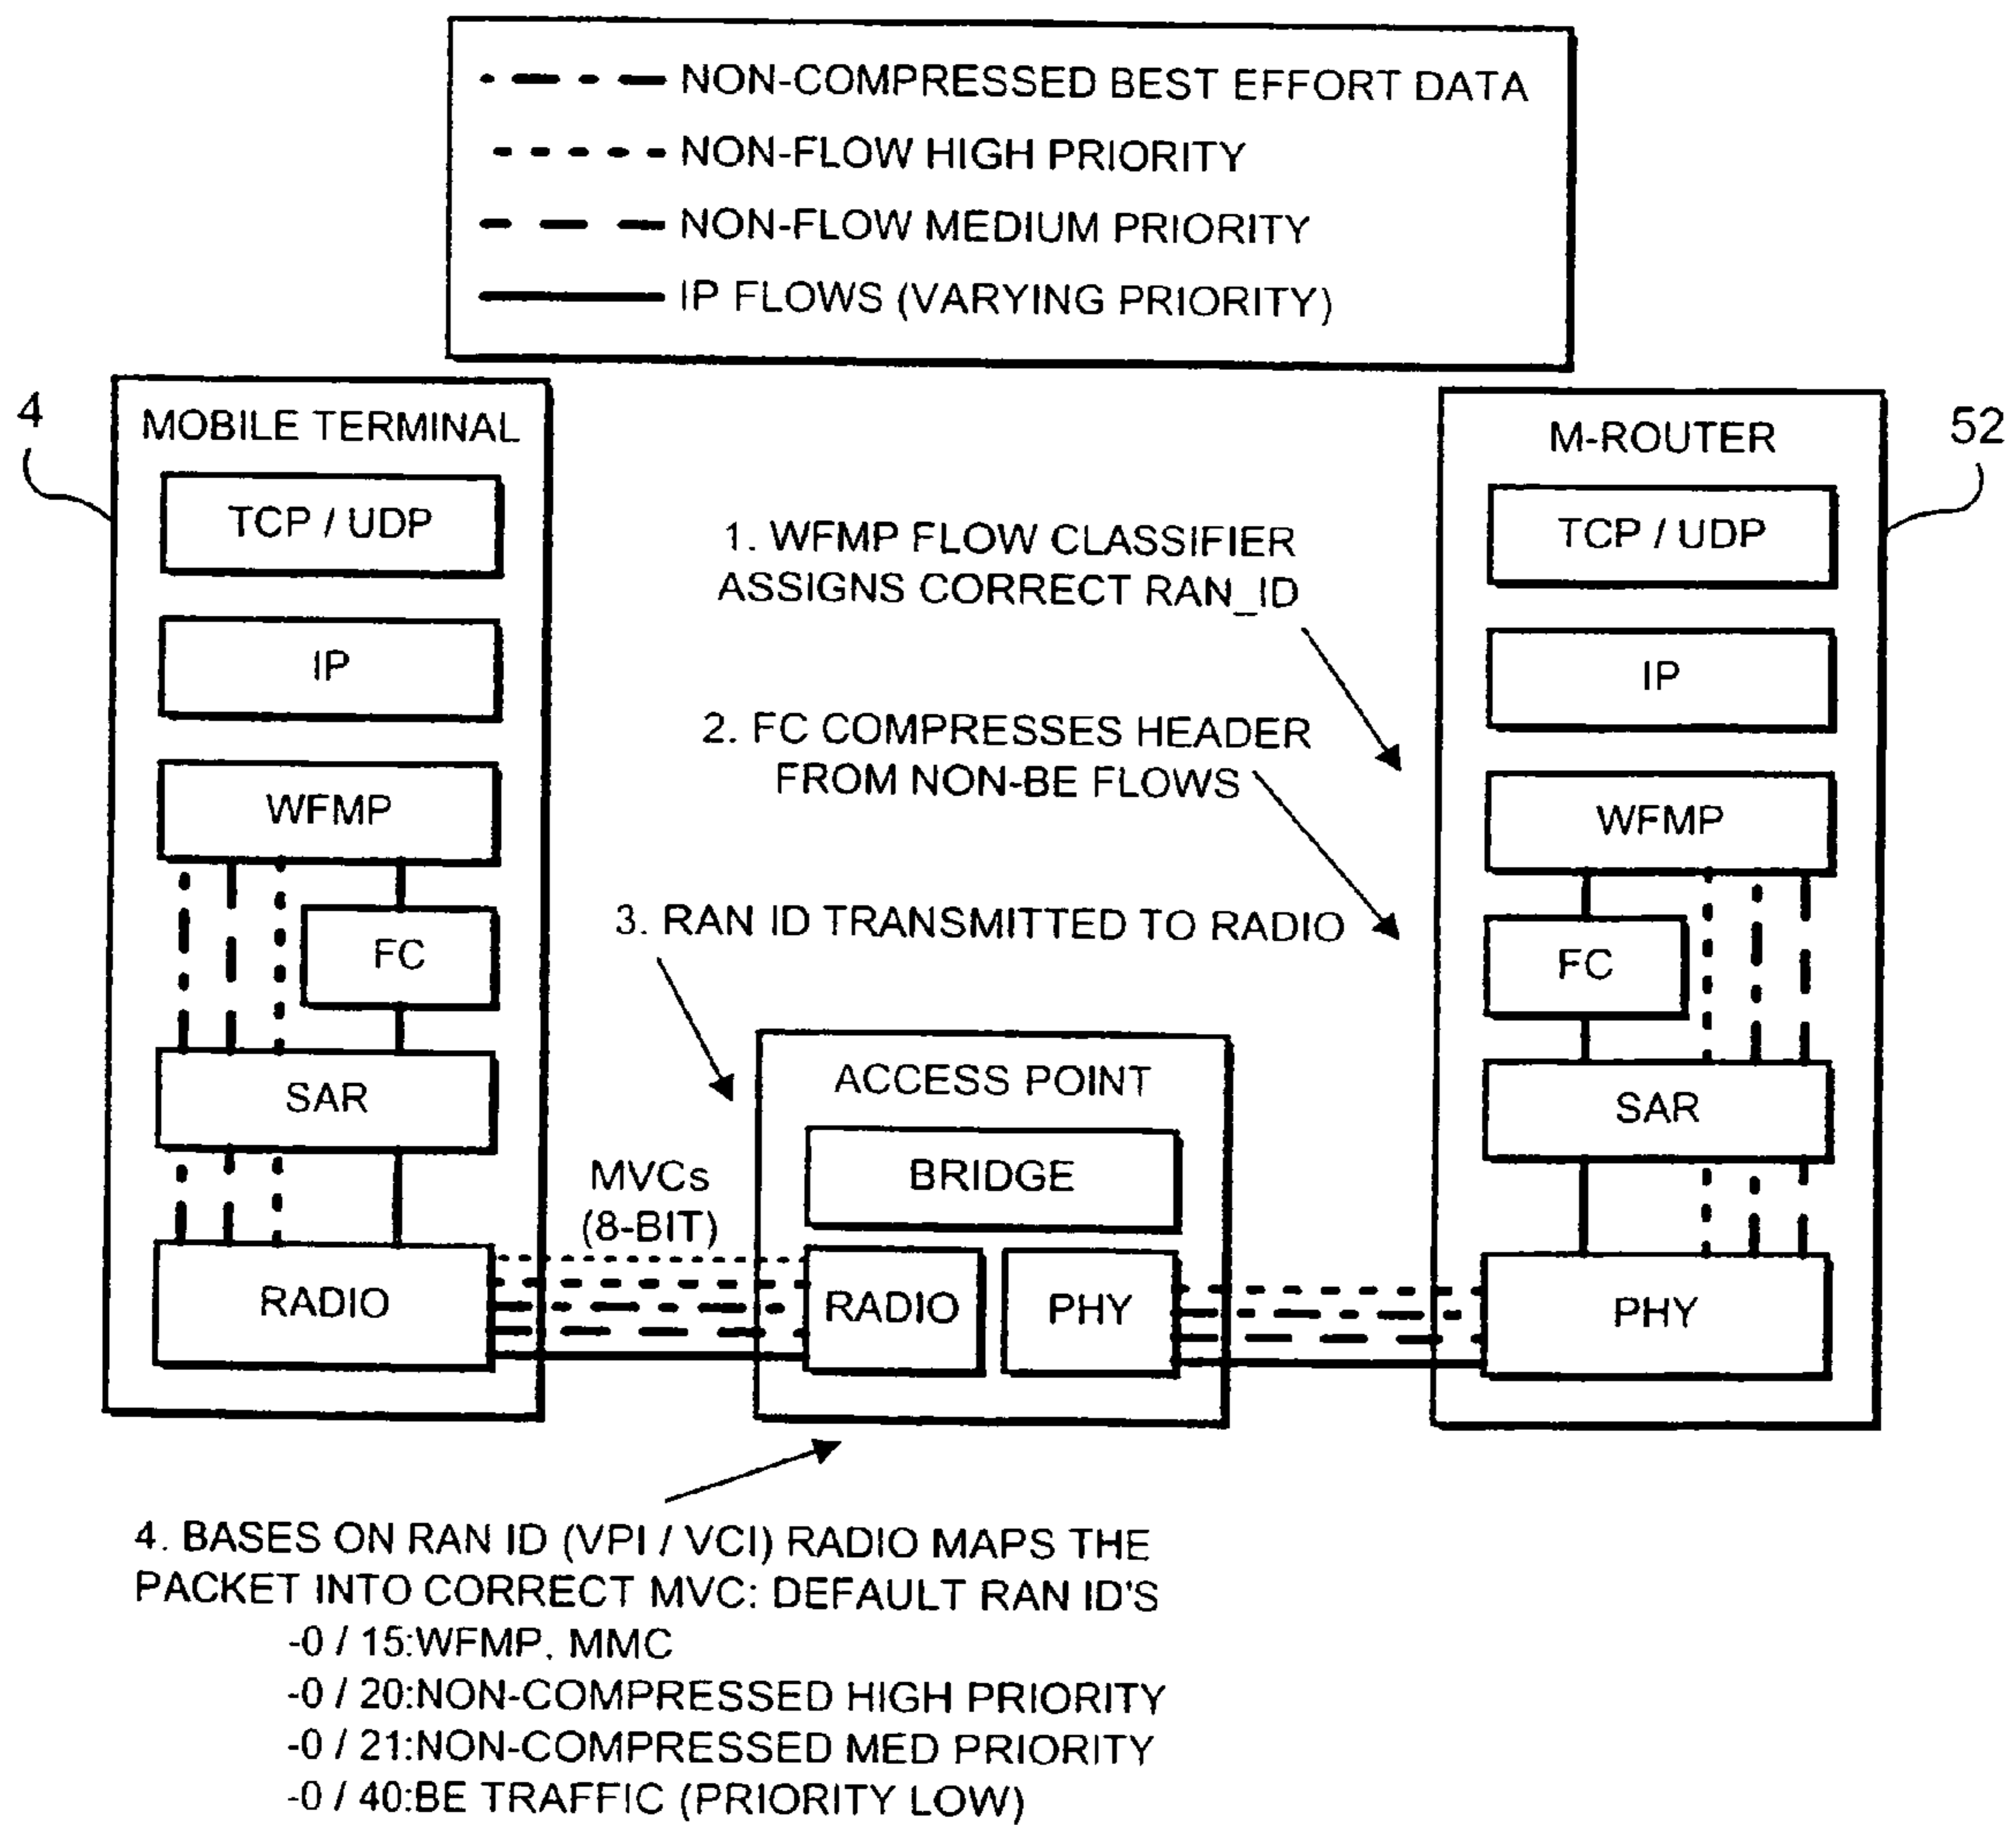 NON-COMPRESSED BEST EFFORT DATA
NON-FLOW HIGH PRIORITY
NON-FLOW MEDIUM PRIORITY
IP FLOWS (VARYING PRIORITY)
4
MOBILE TERMINAL
TCP / UDP
IP
WFMP
FC
SAR
RADIO
1. WFMP FLOW CLASSIFIER
ASSIGNS CORRECT RAN_ID
2. FC COMPRESSES HEADER
FROM NON-BE FLOWS
3. RAN ID TRANSMITTED TO RADIO
MVCs
(8-BIT)
ACCESS POINT
BRIDGE
RADIO
PHY
52
M-ROUTER
TCP / UDP
IP
WFMP
FC
SAR
PHY
4. BASES ON RAN ID (VPI / VCI) RADIO MAPS THE
PACKET INTO CORRECT MVC: DEFAULT RAN ID'S
-0 / 15:WFMP. MMC
-0 / 20:NON-COMPRESSED HIGH PRIORITY
-0 / 21:NON-COMPRESSED MED PRIORITY
-0 / 40:BE TRAFFIC (PRIORITY LOW)